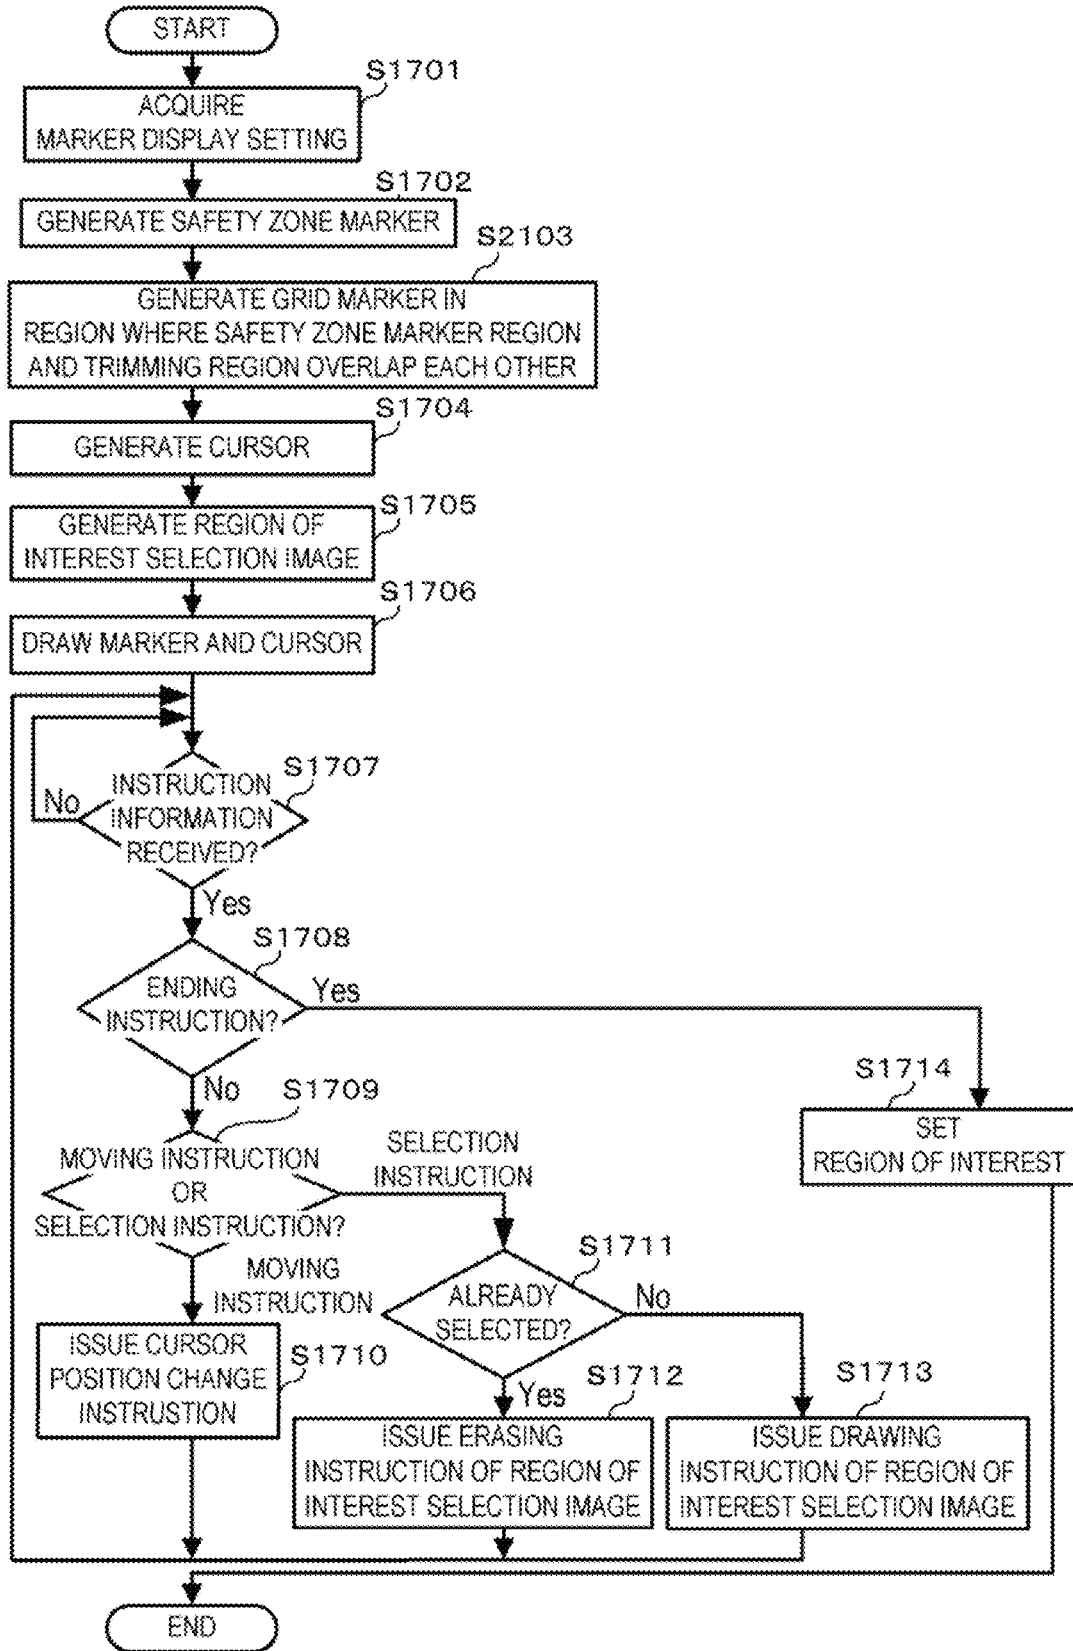 START
S1701
ACQUIRE
MARKER DISPLAY SETTING
S1702
GENERATE SAFETY ZONE MARKER
S2103
GENERATE GRID MARKER IN
REGION WHERE SAFETY ZONE MARKER REGION
AND TRIMMING REGION OVERLAP EACH OTHER
S1704
GENERATE CURSOR
S1705
GENERATE REGION OF
INTEREST SELECTION IMAGE
S1706
DRAW MARKER AND CURSOR
S1707
INSTRUCTION
INFORMATION
RECEIVED?
No
Yes
S1708
ENDING
INSTRUCTION?
Yes
No
S1709
MOVING INSTRUCTION
OR
SELECTION INSTRUCTION?
SELECTION
INSTRUCTION
S1714
SET
REGION OF INTEREST
MOVING
INSTRUCTION
S1711
ALREADY
SELECTED?
No
Yes
S1710
ISSUE CURSOR
POSITION CHANGE
INSTRUSTION
S1712
ISSUE ERASING
INSTRUCTION OF REGION OF
INTEREST SELECTION IMAGE
S1713
ISSUE DRAWING
INSTRUCTION OF REGION OF
INTEREST SELECTION IMAGE
END